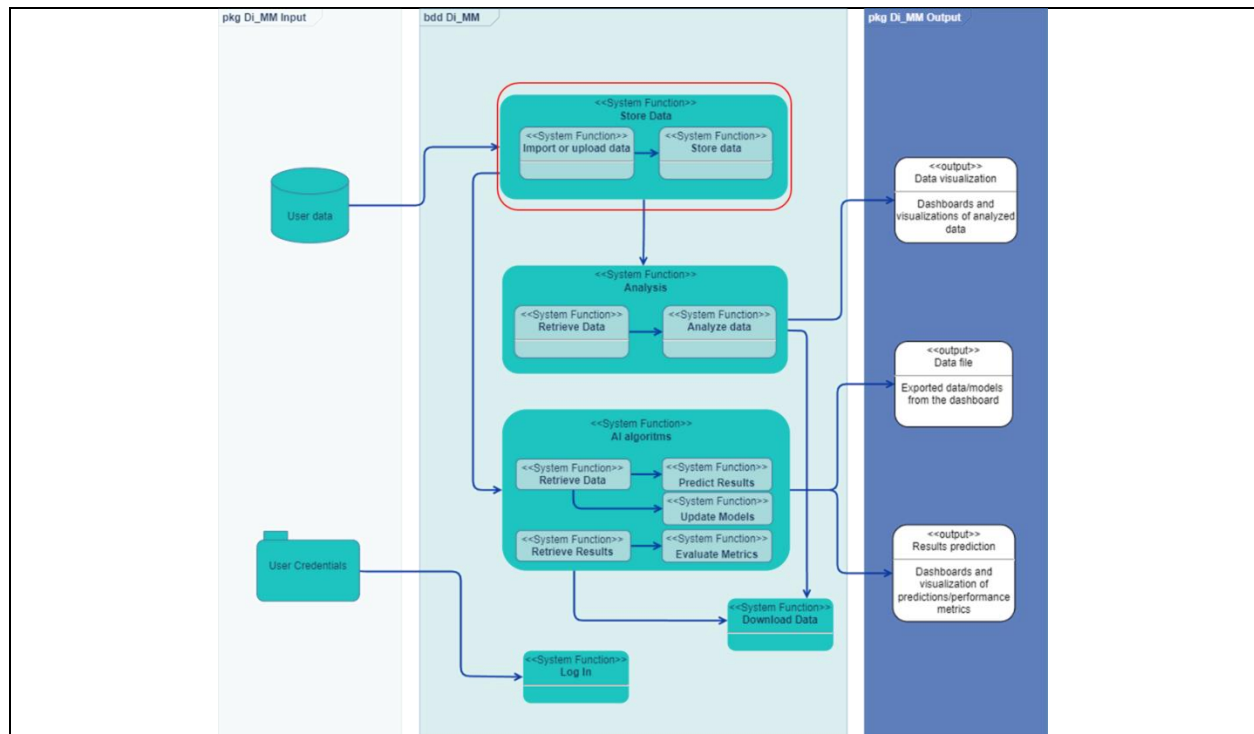 pkg Di_MM Input
bdd Di_MM
pkg Di_MM Output
<<System Function>>
Store Data
<<System Function>>
Import or upload data
<<System Function>>
Store data
User data
<<output>>
Data visualization
Dashboards and
visualizations of analyzed
data
<<System Function>>
Analysis
<<System Function>>
Retrieve Data
<<System Function>>
Analyze data
<<output>>
Data file
Exported data/models
from the dashboard
<<System Function>>
AI algoritms
<<System Function>>
Retrieve Data
<<System Function>>
Predict Results
<<System Function>>
Update Models
<<System Function>>
Retrieve Results
<<System Function>>
Evaluate Metrics
User Credentials
<<output>>
Results prediction
Dashboards and
visualization of
predictions/performance
metrics
<<System Function>>
Download Data
<<System Function>>
Log In